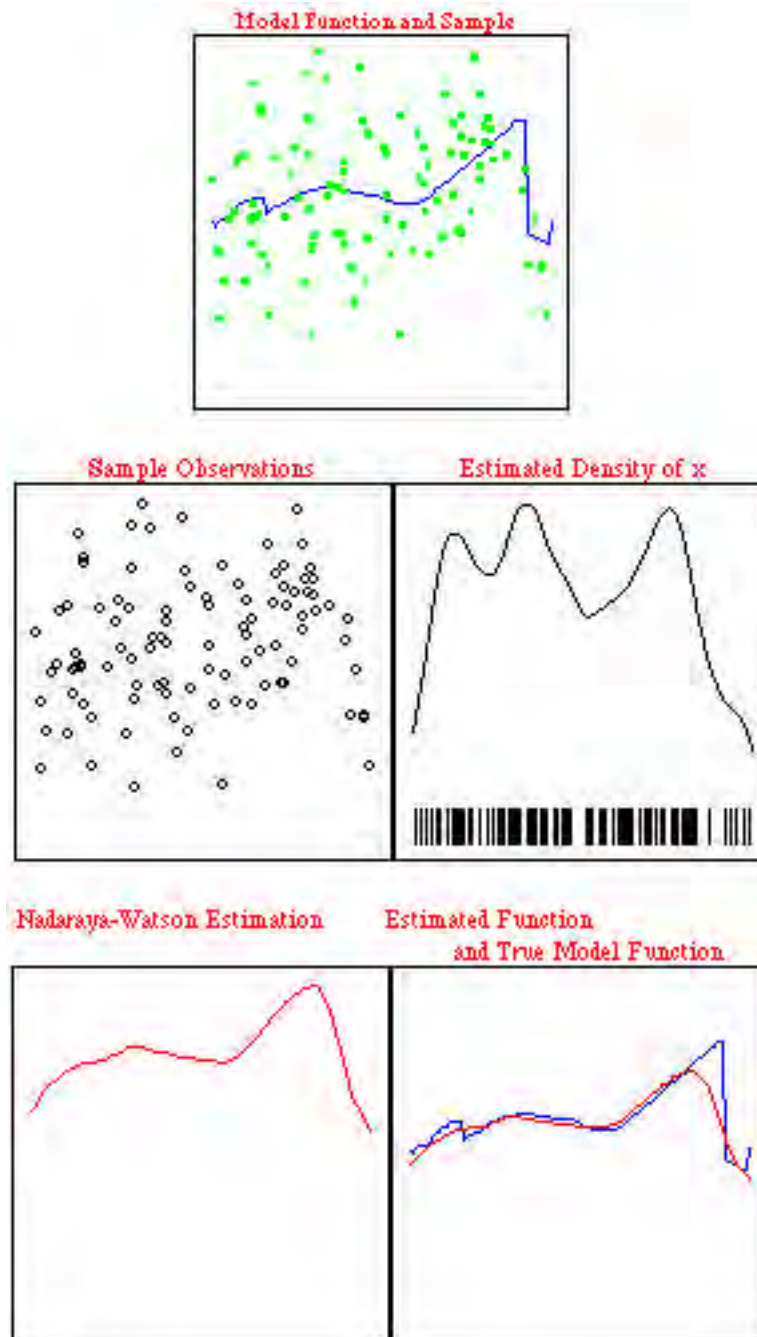 Model Function and Sample
Sample Observations
Estimated Density of x
Nadaraya-Watson Estimation
Estimated Function
and True Model Function